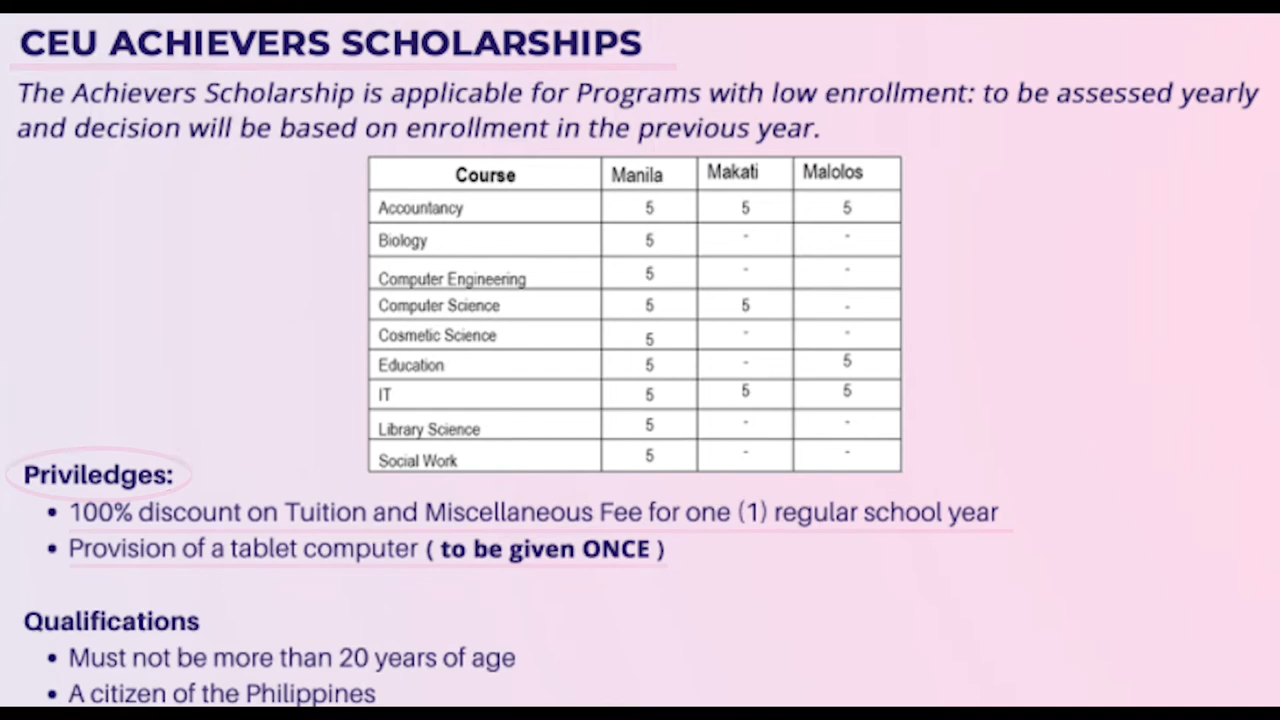 CEU ACHIEVERS SCHOLARSHIPS
The Achievers Scholarship is applicable for Programs with low enrollment: to be assessed yearly
and decision will be based on enrollment in the previous year.
Course Manila Makati Malolos
Accountancy 5 5 5
Biology 5 - -
Computer Engineering 5 - -
Computer Science 5 5 -
Cosmetic Science 5 - -
Education 5 - 5
IT 5 5 5
Library Science 5 - -
Social Work 5 - -
Priviledges:
• 100% discount on Tuition and Miscellaneous Fee for one (1) regular school year
• Provision of a tablet computer ( to be given ONCE )
Qualifications
• Must not be more than 20 years of age
• A citizen of the Philippines